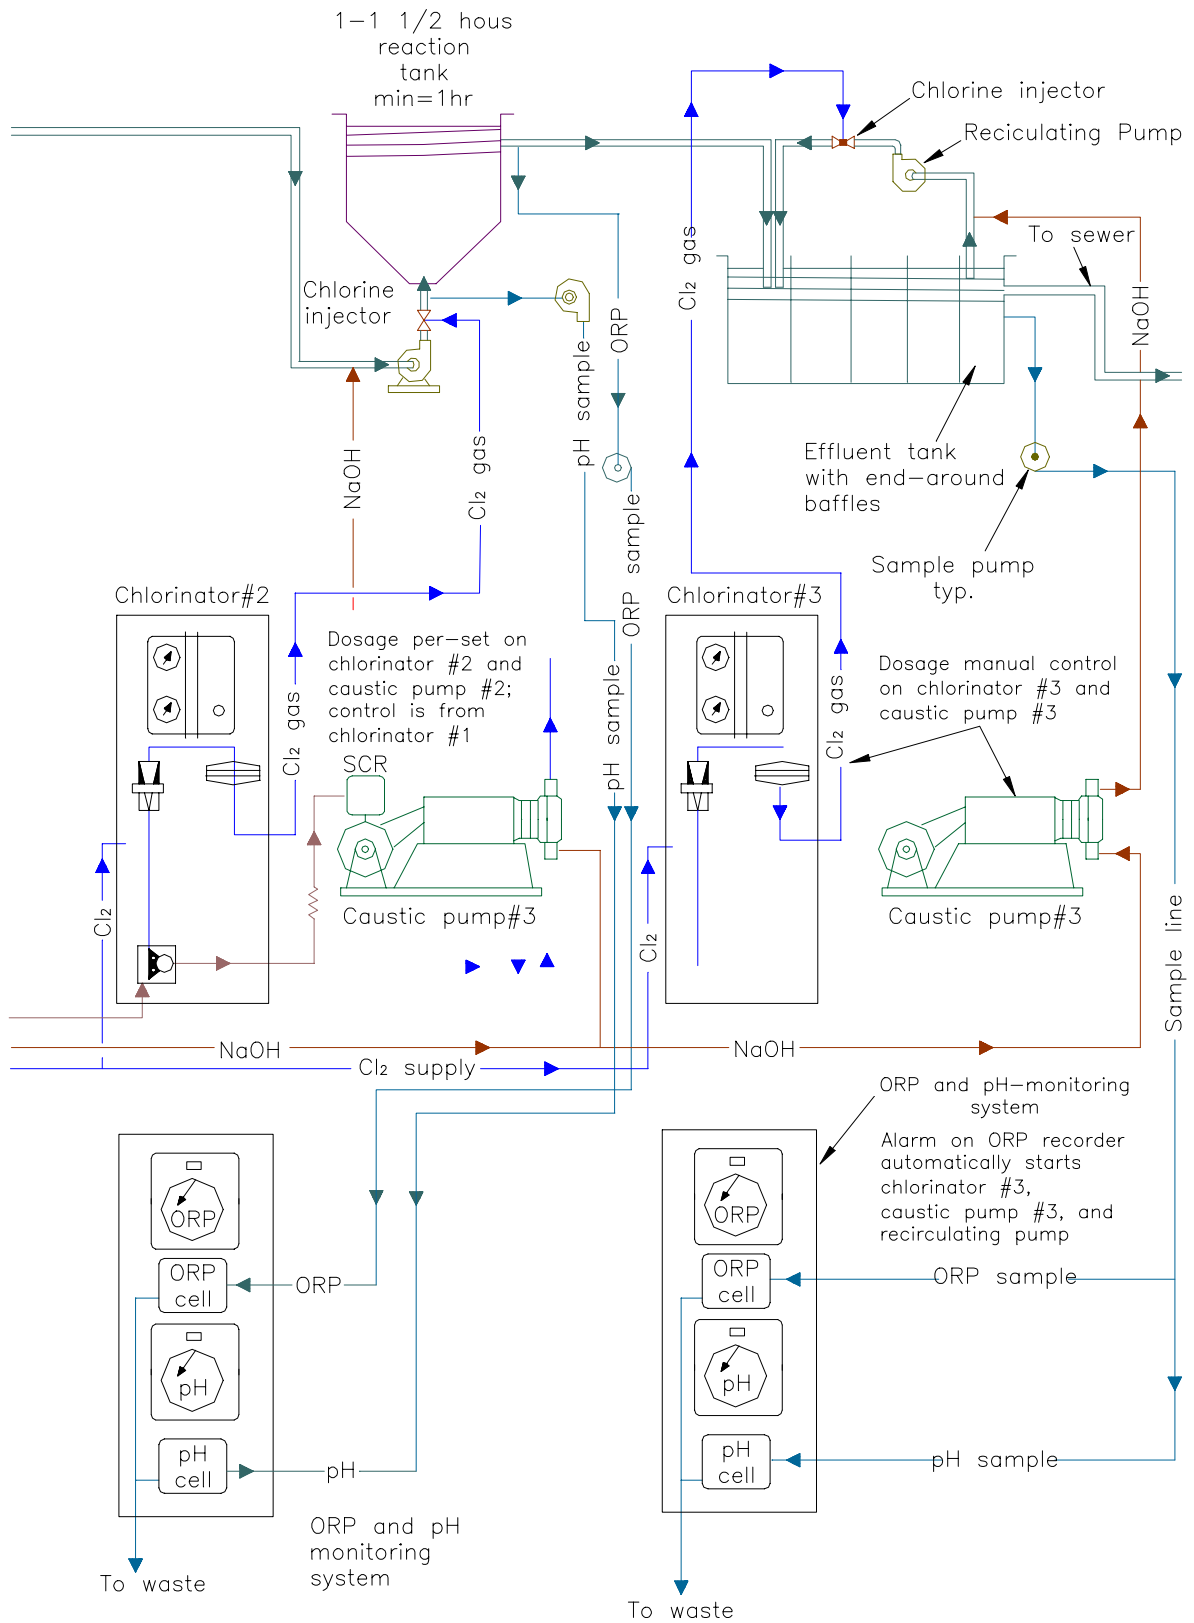 1-1 1/2 hous
reaction
tank
min=1hr
Chlorine injector
Reciculating Pump
To sewer
Chlorine
injector
Cl2 gas
ORP
NaOH
pH sample
Cl2 gas
NaOH
ORP sample
Effluent tank
with end-around
baffles
Sample pump
typ.
Chlorinator#2
Chlorinator#3
Dosage per-set on
chlorinator #2 and
caustic pump #2;
control is from
chlorinator #1
Dosage manual control
on chlorinator #3 and
caustic pump #3
ORP sample
pH sample
Cl2 gas
Cl2 gas
SCR
Caustic pump#3
Caustic pump#3
Cl2
Cl2
Sample line
NaOH
NaOH
Cl2 supply
ORP and pH-monitoring
system
Alarm on ORP recorder
automatically starts
chlorinator #3,
caustic pump #3, and
recirculating pump
ORP
ORP
cell
ORP
pH
pH
cell
pH
ORP and pH
monitoring
system
To waste
ORP
ORP
cell
ORP sample
pH
pH
cell
pH sample
To waste